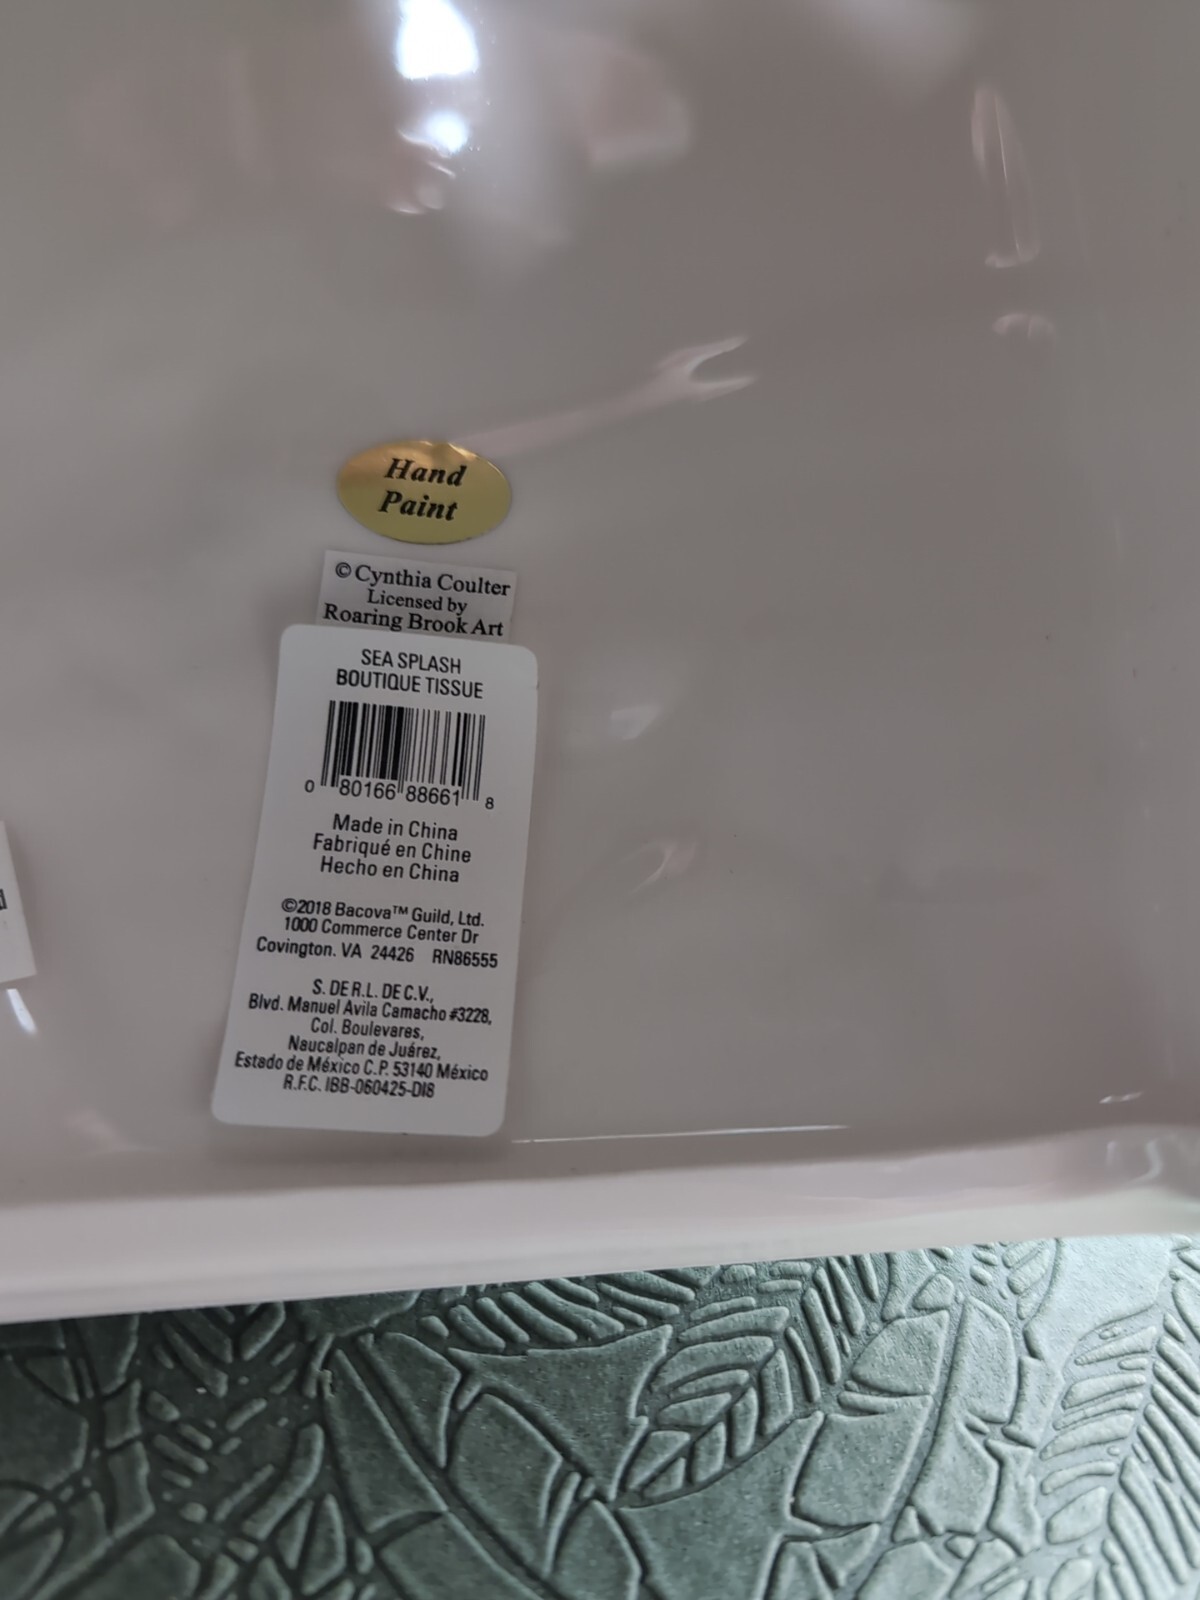 Hand
Paint
© Cynthia Coulter
Licensed by
Roaring Brook Art
SEA SPLASH
BOUTIQUE TISSUE
0 80166 88661 8
Made in China
Fabriqué en Chine
Hecho en China
©2018 Bacova™ Guild, Ltd.
1000 Commerce Center Dr
Covington. VA 24426 RN86555
S. DE R.L. DE C.V.,
Blvd. Manuel Avila Camacho #3228,
Col. Boulevares,
Naucalpan de Juárez,
Estado de México C.P. 53140 México
R.F.C. IBB-060425-DI8